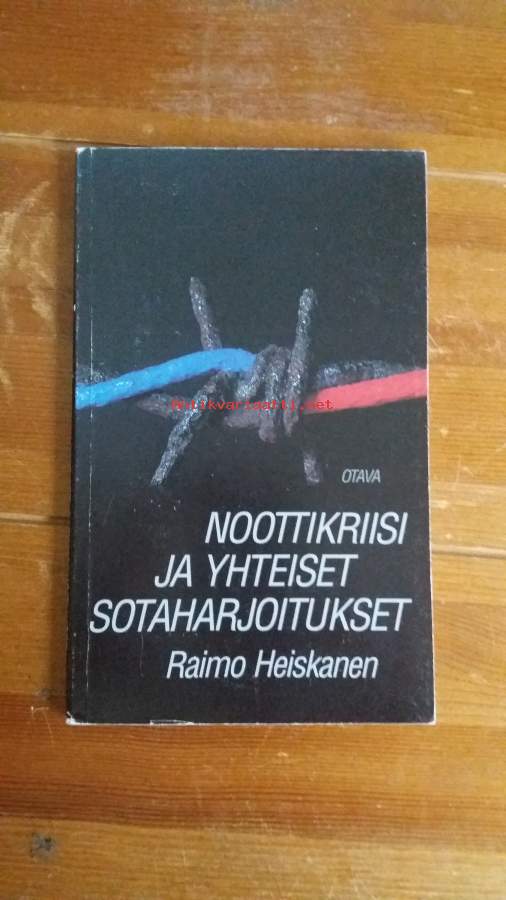 Antikvariaatti.net
OTAVA
NOOTTIKRIISI
JA YHTEISET
SOTAHARJOITUKSET
Raimo Heiskanen